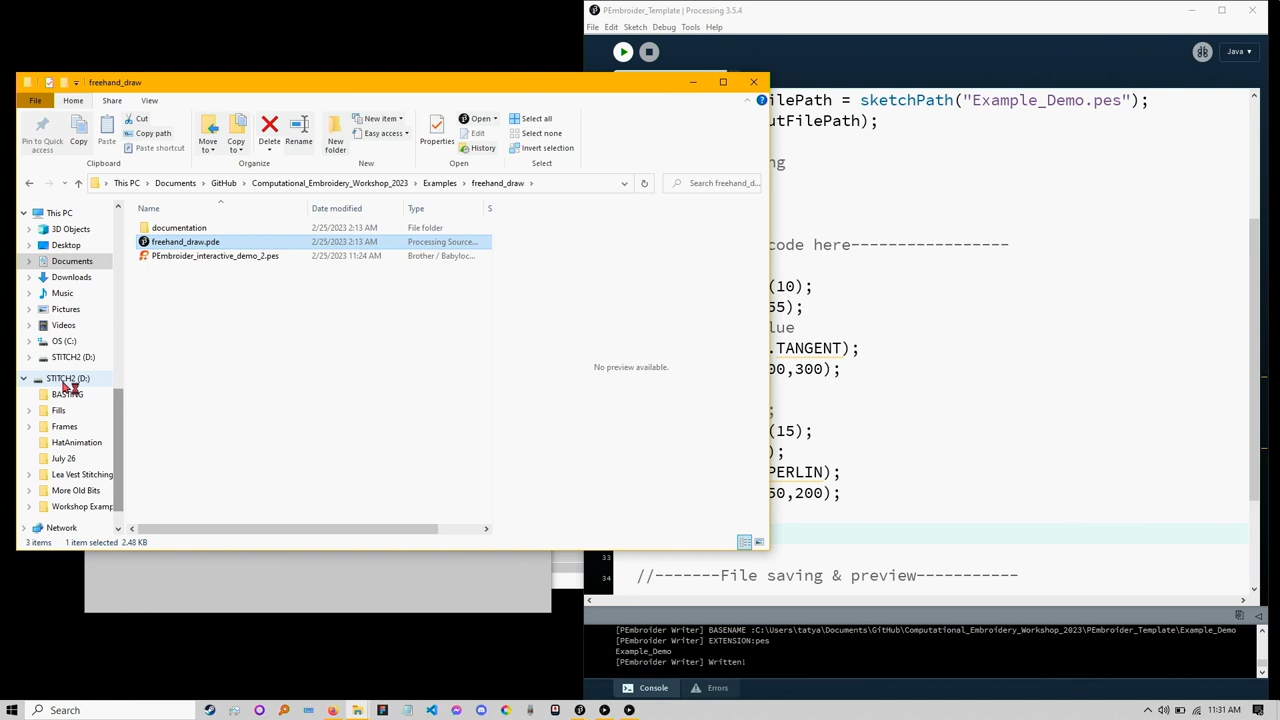 PEmbroider_Template | Processing 3.5.4
File Edit Sketch Debug Tools Help
Java
freehand_draw
File Home Share View
Pin to Quick access
Copy
Paste
Cut
Copy path
Paste shortcut
Clipboard
Move to
Copy to
Delete
Rename
Organize
New folder
New item
Easy access
New
Properties
Open
Edit
History
Open
Select all
Select none
Invert selection
Select
This PC > Documents > GitHub > Computational_Embroidery_Workshop_2023 > Examples > freehand_draw >
Search freehand_d...
Name Date modified Type S
documentation 2/25/2023 2:13 AM File folder
freehand_draw.pde 2/25/2023 2:13 AM Processing Source...
PEmbroider_interactive_demo_2.pes 2/25/2023 11:24 AM Brother / Babyloc...
This PC
3D Objects
Desktop
Documents
Downloads
Music
Pictures
Videos
OS (C:)
STITCH2 (D:)
STITCH2 (D:)
BASTING
Fills
Frames
HatAnimation
July 26
Lea Vest Stitching
More Old Bits
Workshop Examp
Network
No preview available.
3 items 1 item selected 2.48 KB
ilePath = sketchPath("Example_Demo.pes");
utFilePath);
ng
code here-----------------
(10);
55);
lue
.TANGENT);
00,300);
;
(15);
);
PERLIN);
50,200);
33
34 //-------File saving & preview-----------
[PEmbroider Writer] BASENAME :C:\Users\tatya\Documents\GitHub\Computational_Embroidery_Workshop_2023\PEmbroider_Template\Example_Demo
[PEmbroider Writer] EXTENSION:pes
Example_Demo
[PEmbroider Writer] Written!
Console Errors
Search
11:31 AM